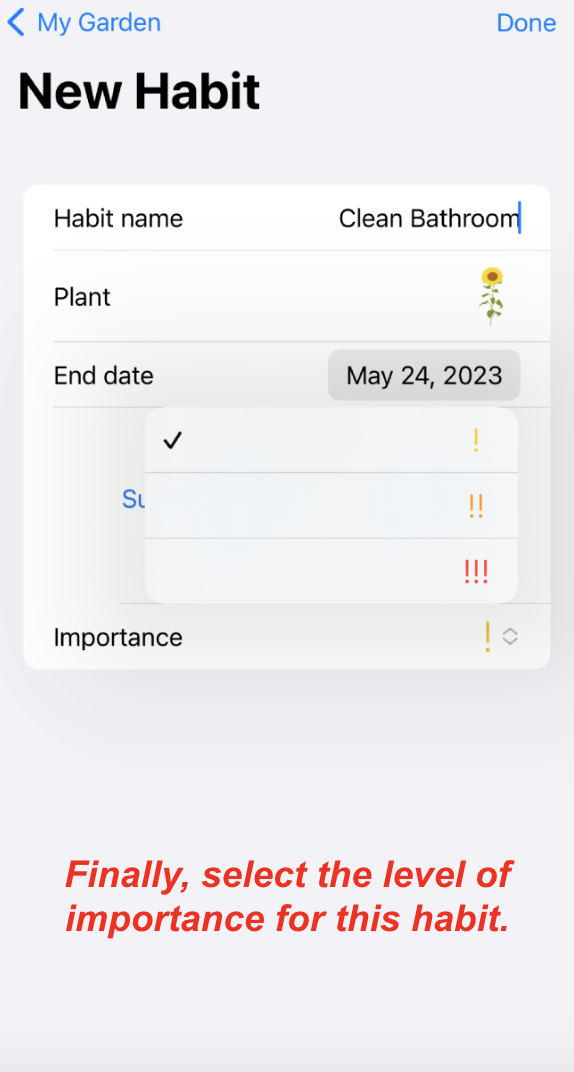 My Garden
Done
New Habit
Habit name
Clean Bathroom
Plant
End date
May 24, 2023
!
Su
!!
!!!
Importance
!
Finally, select the level of
importance for this habit.